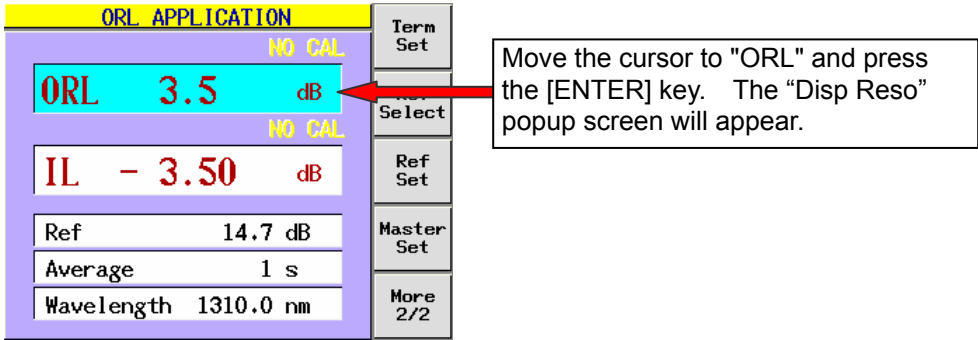 ORL APPLICATION
NO CAL
ORL 3.5 dB
NO CAL
IL - 3.50 dB
Ref 14.7 dB
Average 1 s
Wavelength 1310.0 nm
Term
Set
Select
Ref
Set
Master
Set
More
2/2
Move the cursor to "ORL" and press
the [ENTER] key. The “Disp Reso”
popup screen will appear.